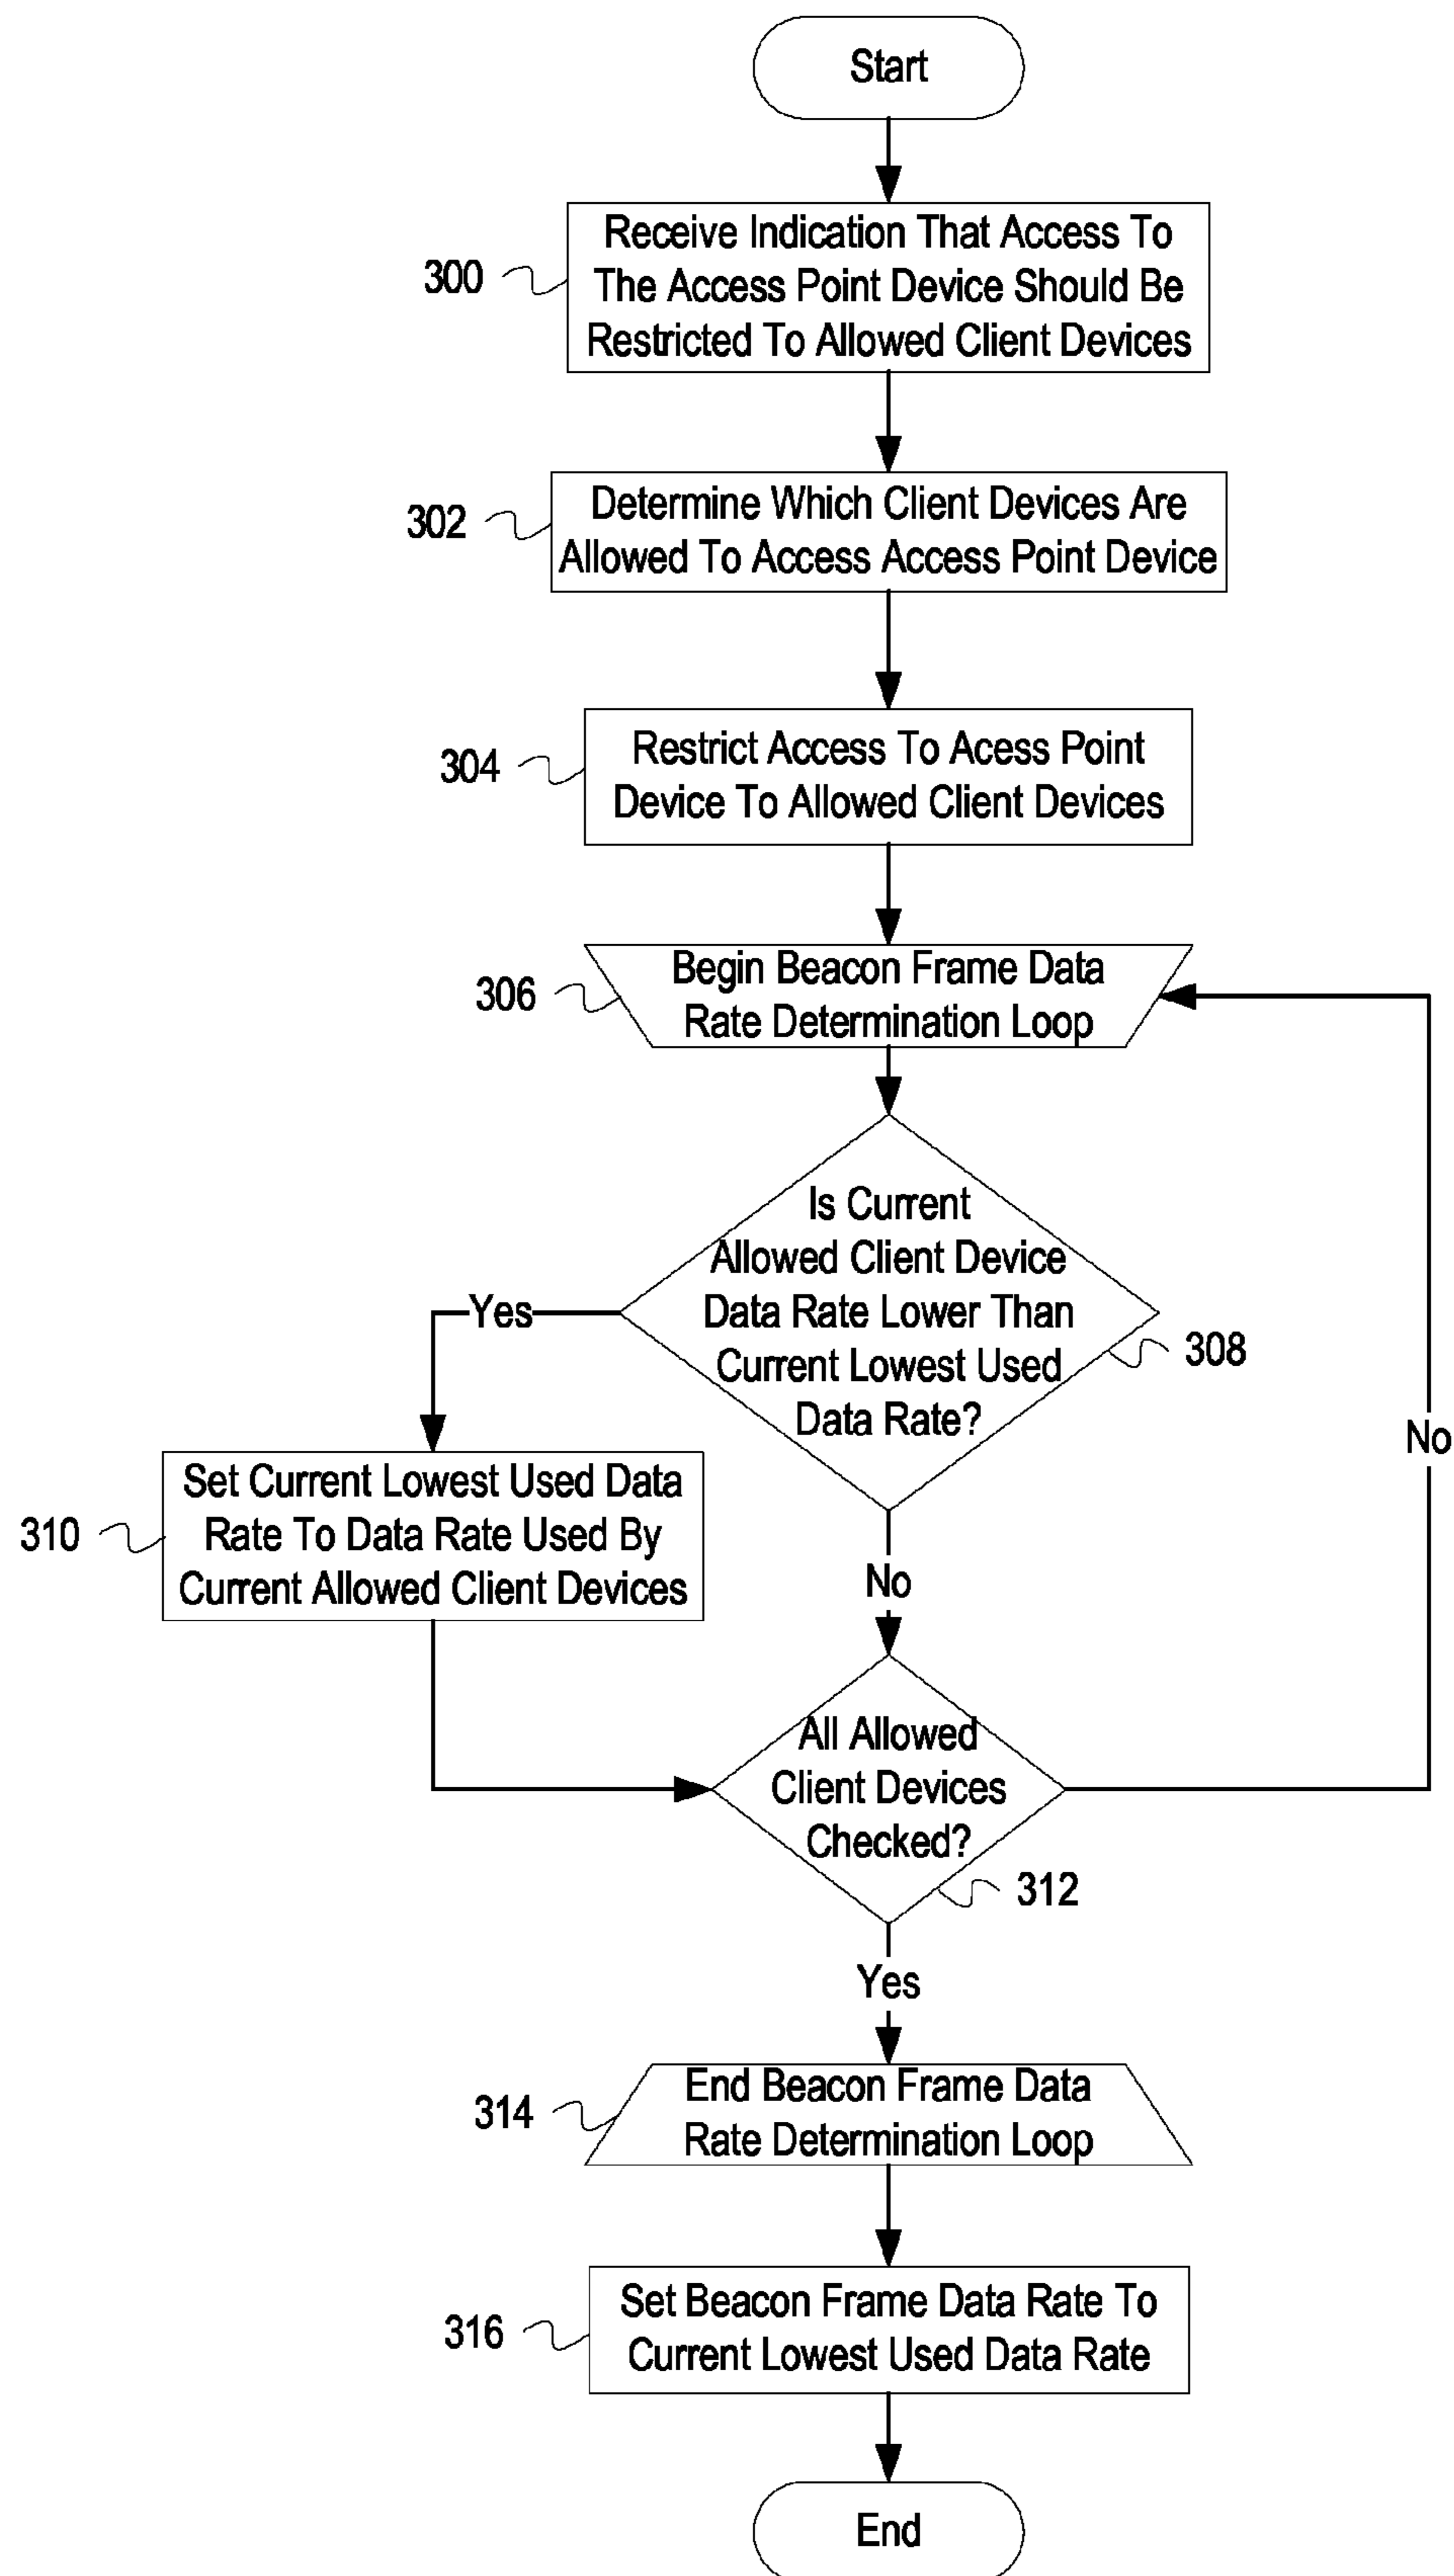 Start
300
Receive Indication That Access To
The Access Point Device Should Be
Restricted To Allowed Client Devices
302
Determine Which Client Devices Are
Allowed To Access Access Point Device
304
Restrict Access To Acess Point
Device To Allowed Client Devices
306
Begin Beacon Frame Data
Rate Determination Loop
Is Current
Allowed Client Device
Data Rate Lower Than
Current Lowest Used
Data Rate?
308
Yes
No
310
Set Current Lowest Used Data
Rate To Data Rate Used By
Current Allowed Client Devices
No
All Allowed
Client Devices
Checked?
312
Yes
314
End Beacon Frame Data
Rate Determination Loop
316
Set Beacon Frame Data Rate To
Current Lowest Used Data Rate
End